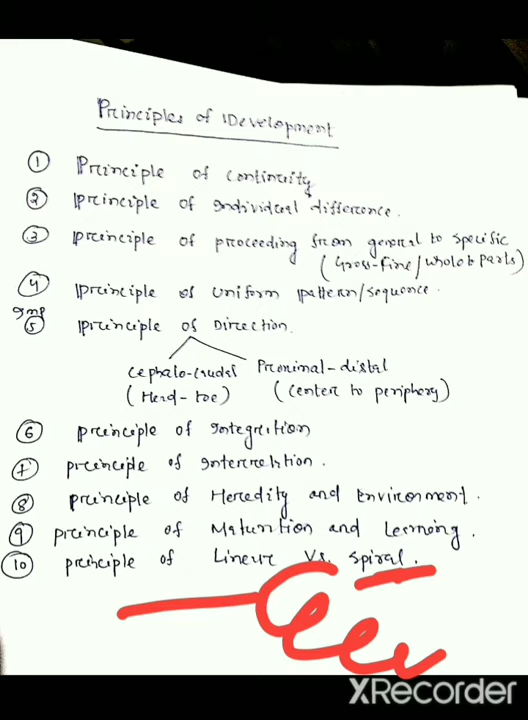 Principles of Development
① Principle of continuity
② Principle of Individual difference.
③ Principle of proceeding from general to specific
(Gross-Fine/whole to parts)
④ Principle of uniform pattern/sequence.
Imp
⑤ Principle of Direction.
Cephalo-caudal Proximal-distal
(Head-toe) (center to periphery)
⑥ principle of Integration
⑦ principle of Interrelation.
⑧ principle of Heredity and Environment.
⑨ principle of Maturation and Learning.
⑩ principle of Linear Vs. spiral.
XRecorder